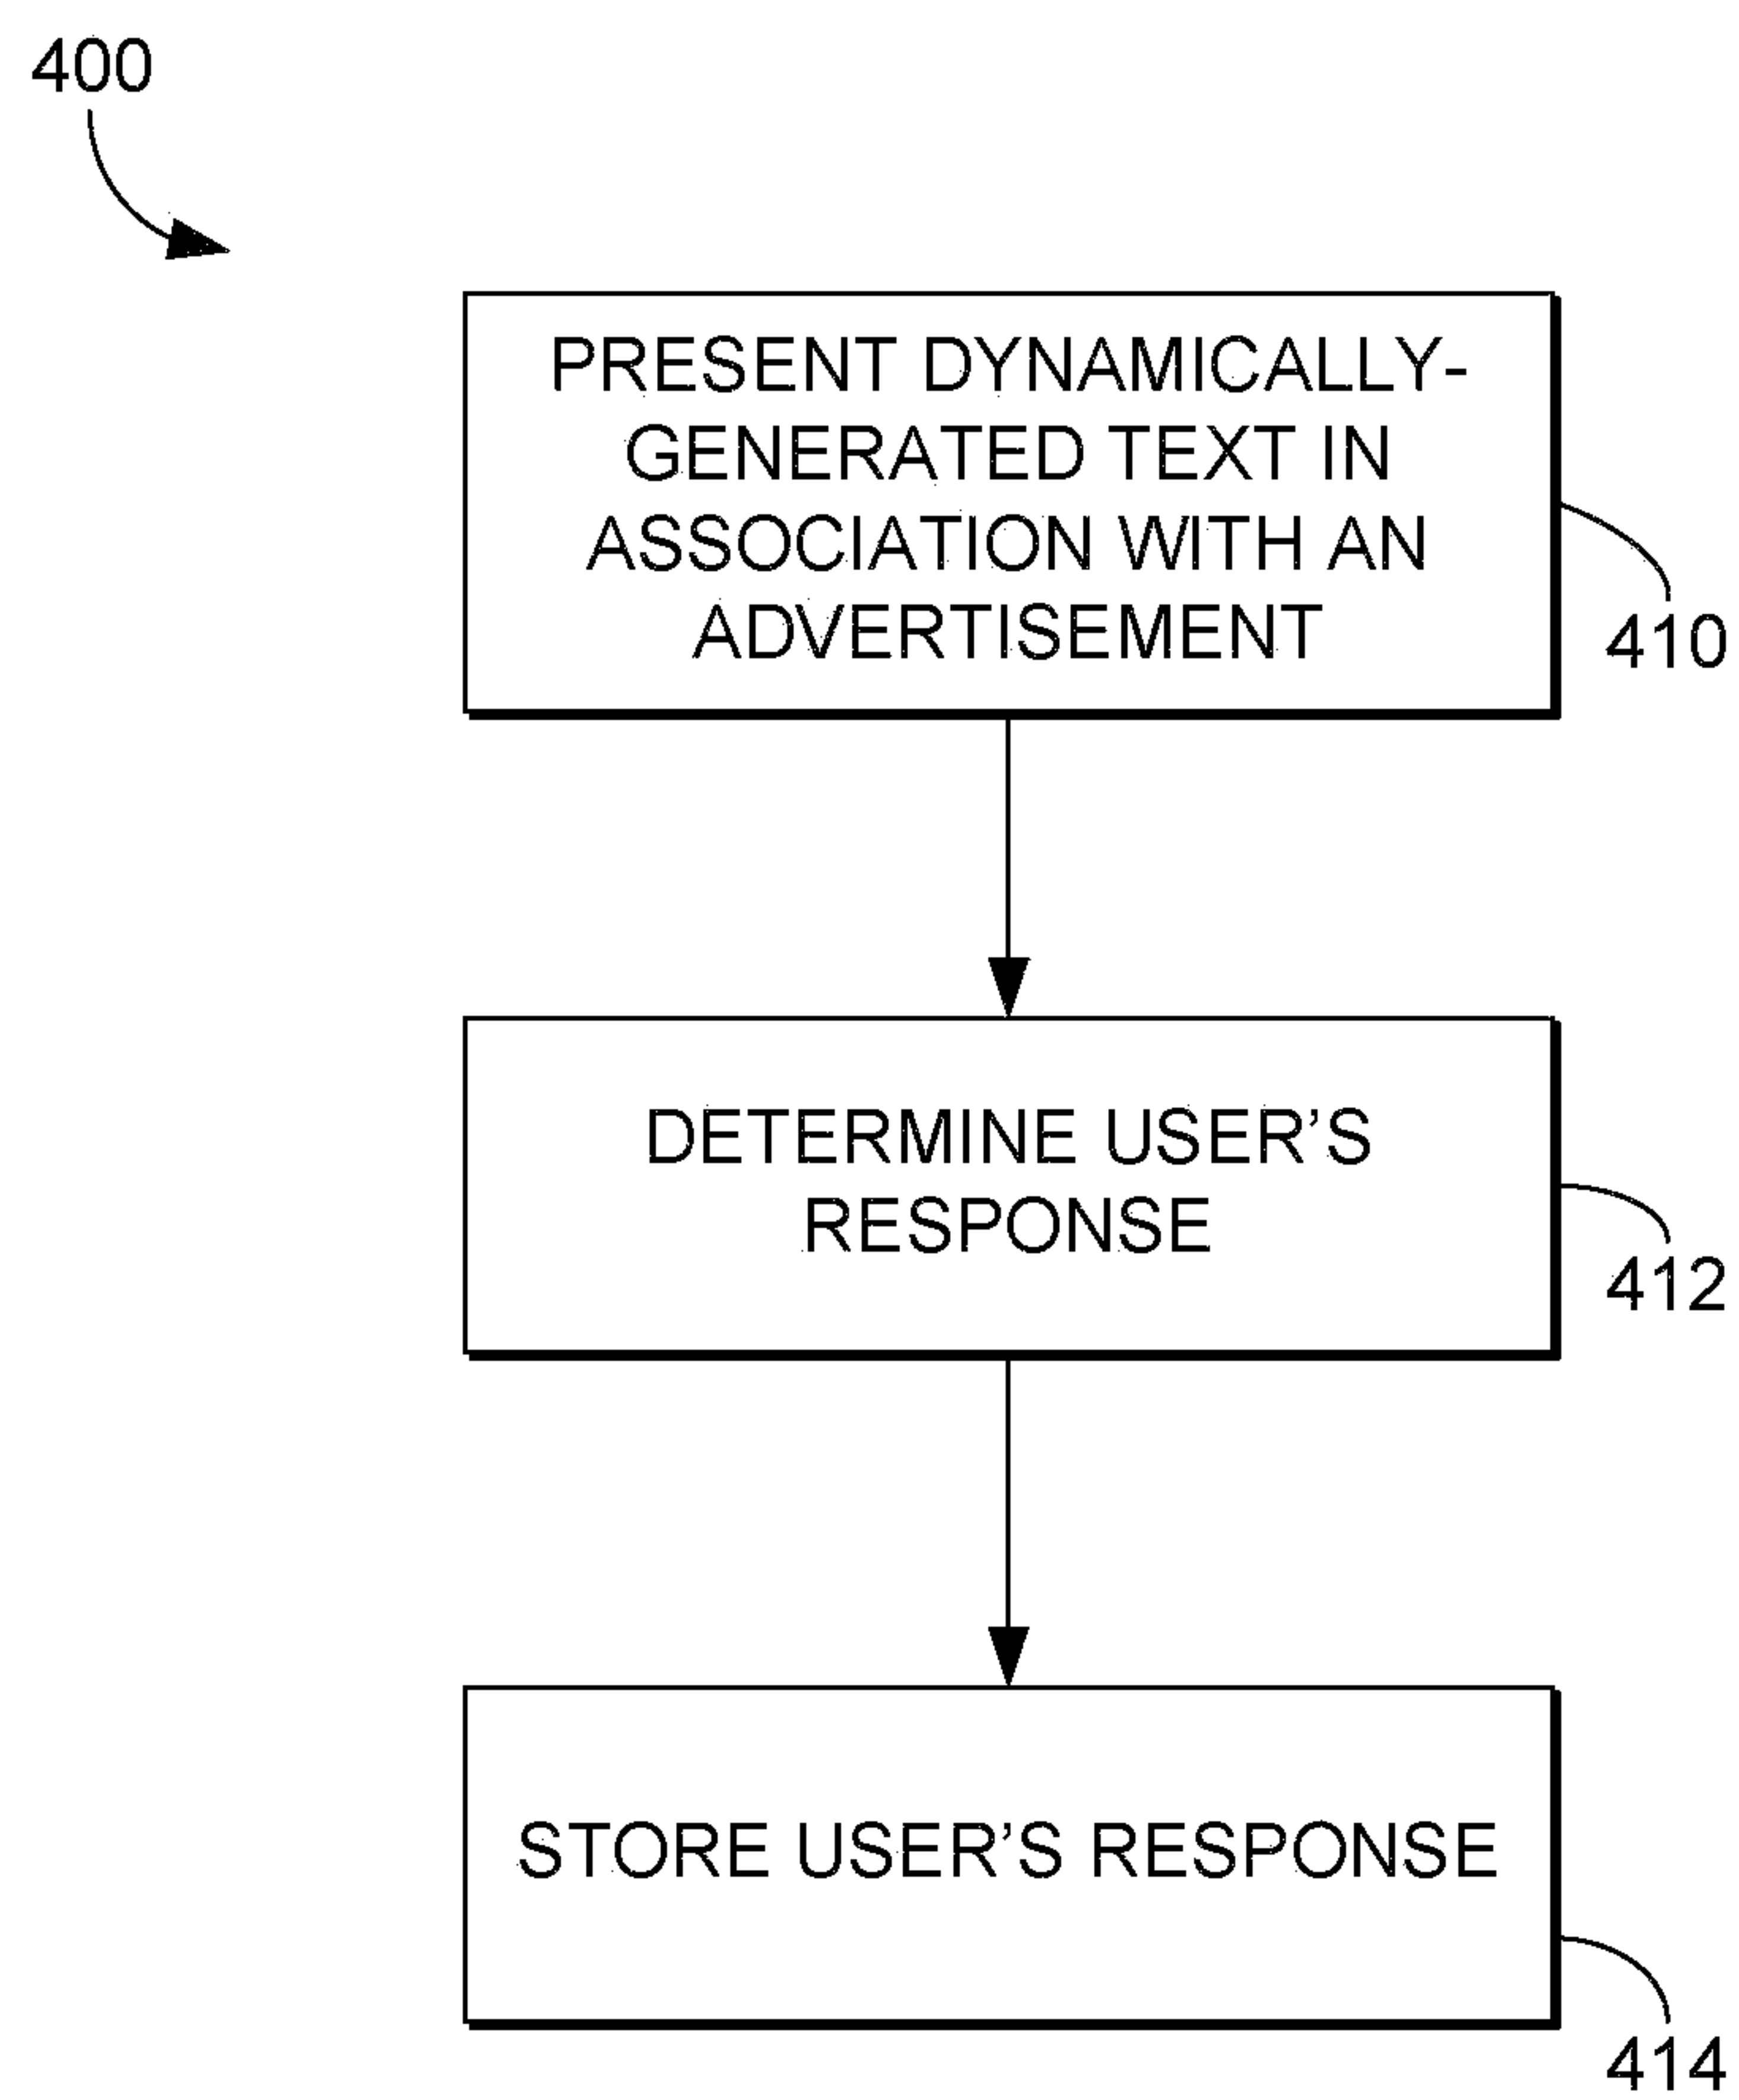 400
PRESENT DYNAMICALLY-
GENERATED TEXT IN
ASSOCIATION WITH AN
ADVERTISEMENT
410
DETERMINE USER'S
RESPONSE
412
STORE USER'S RESPONSE
414